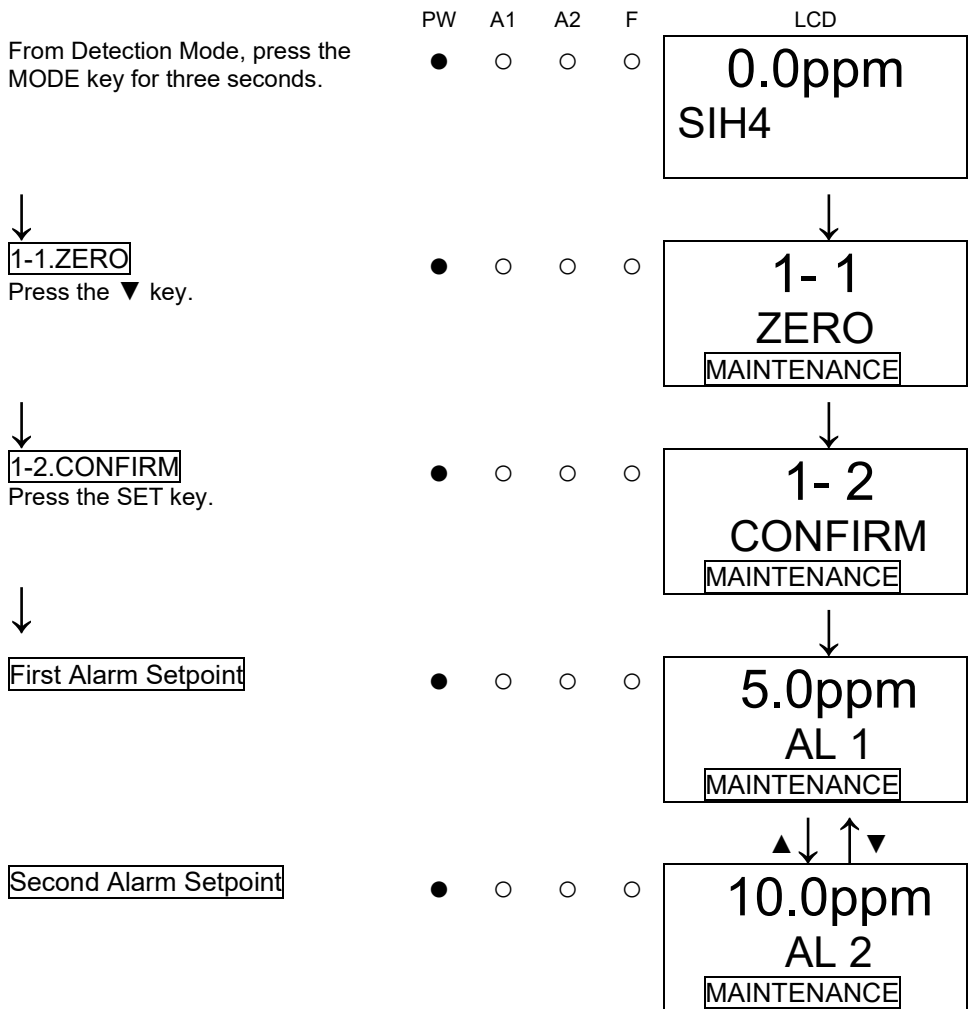 PW A1 A2 F LCD
From Detection Mode, press the
MODE key for three seconds.
● ○ ○ ○
0.0ppm
SIH4
↓ ↓
1-1.ZERO
Press the ▼ key.
● ○ ○ ○
1- 1
ZERO
MAINTENANCE
↓ ↓
1-2.CONFIRM
Press the SET key.
● ○ ○ ○
1- 2
CONFIRM
MAINTENANCE
↓ ↓
First Alarm Setpoint
● ○ ○ ○
5.0ppm
AL 1
MAINTENANCE
▲↓ ↑▼
Second Alarm Setpoint
● ○ ○ ○
10.0ppm
AL 2
MAINTENANCE